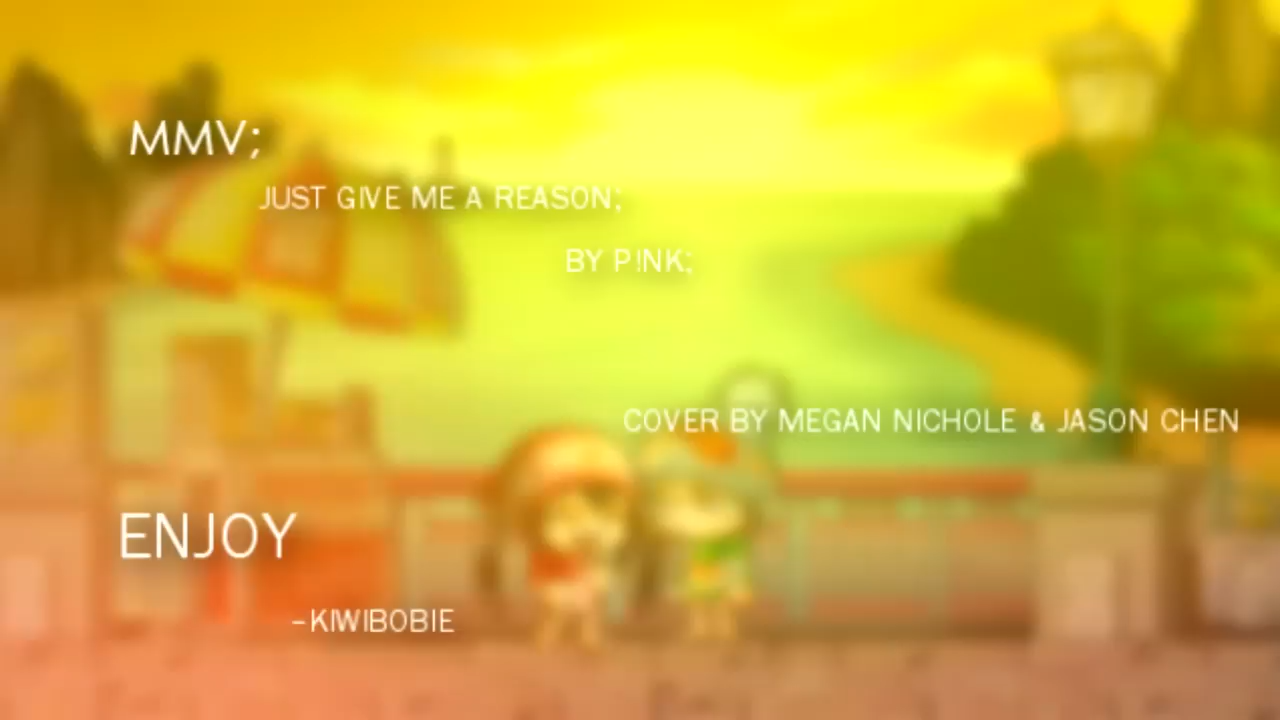 MMV;
JUST GIVE ME A REASON;
BY P!NK;
COVER BY MEGAN NICHOLE & JASON CHEN
ENJOY
-KIWIBOBIE